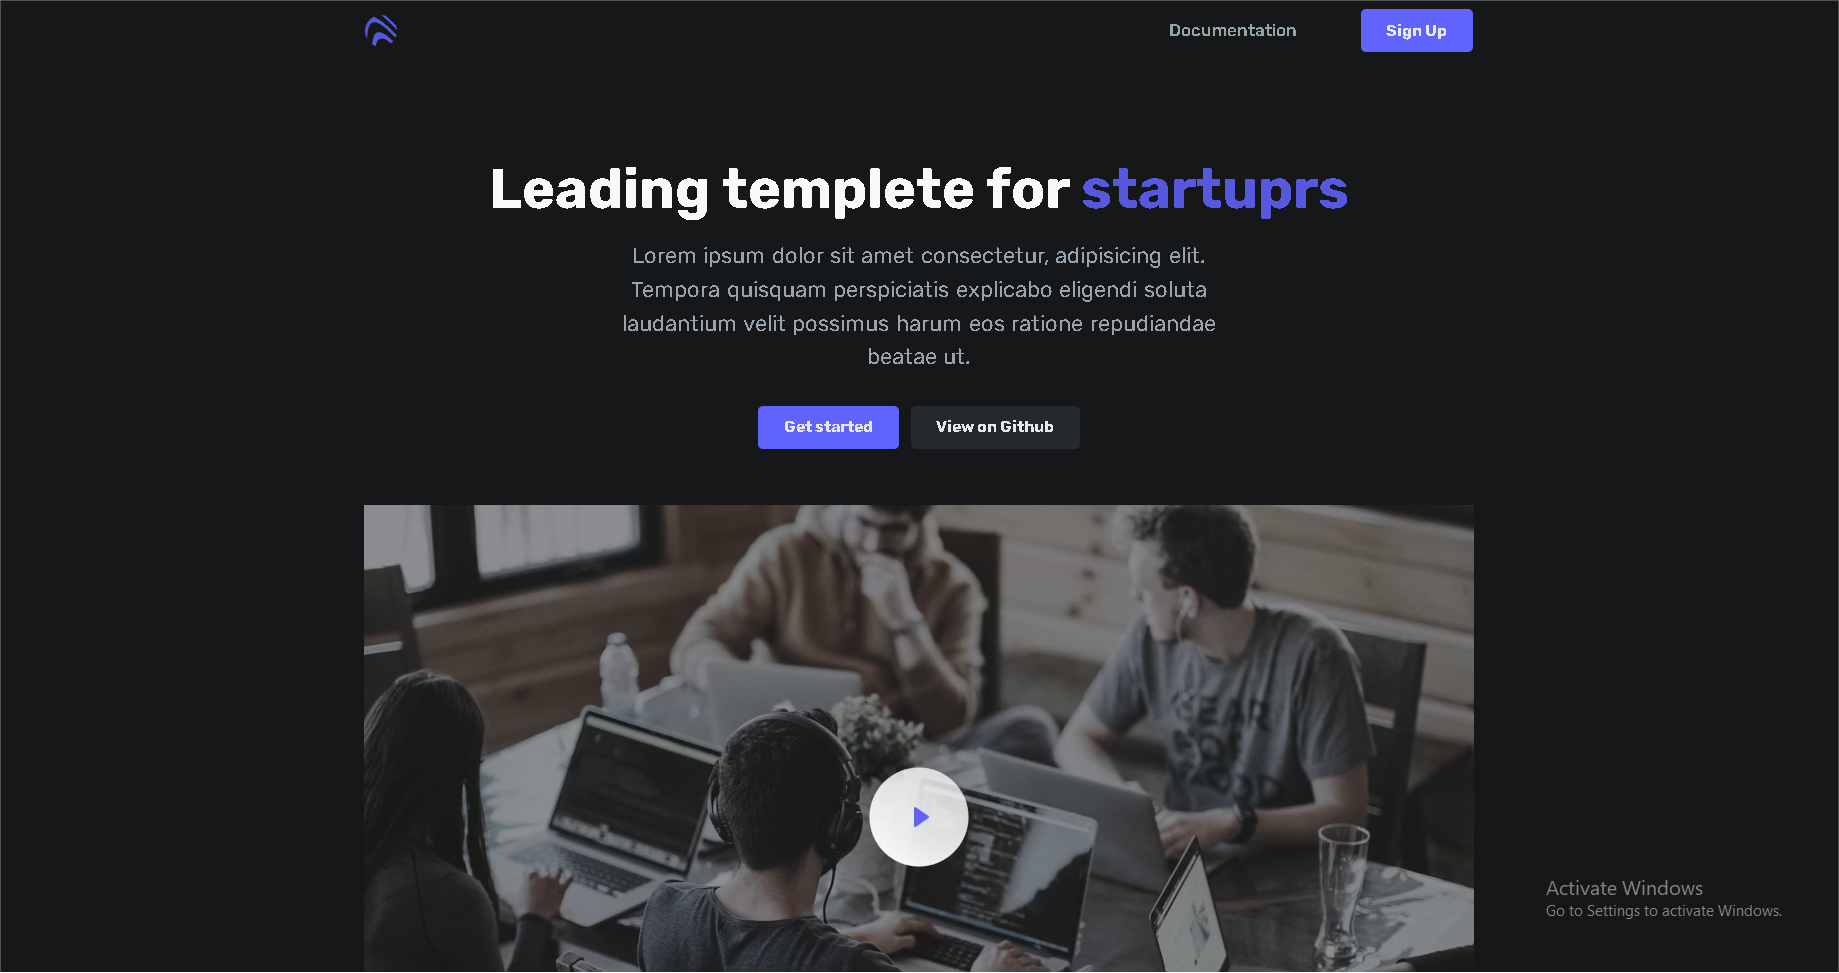 Documentation
Sign Up
Leading templete for startuprs
Lorem ipsum dolor sit amet consectetur, adipisicing elit.
Tempora quisquam perspiciatis explicabo eligendi soluta
laudantium velit possimus harum eos ratione repudiandae
beatae ut.
Get started
View on Github
GEAR
Activate Windows
Go to Settings to activate Windows.